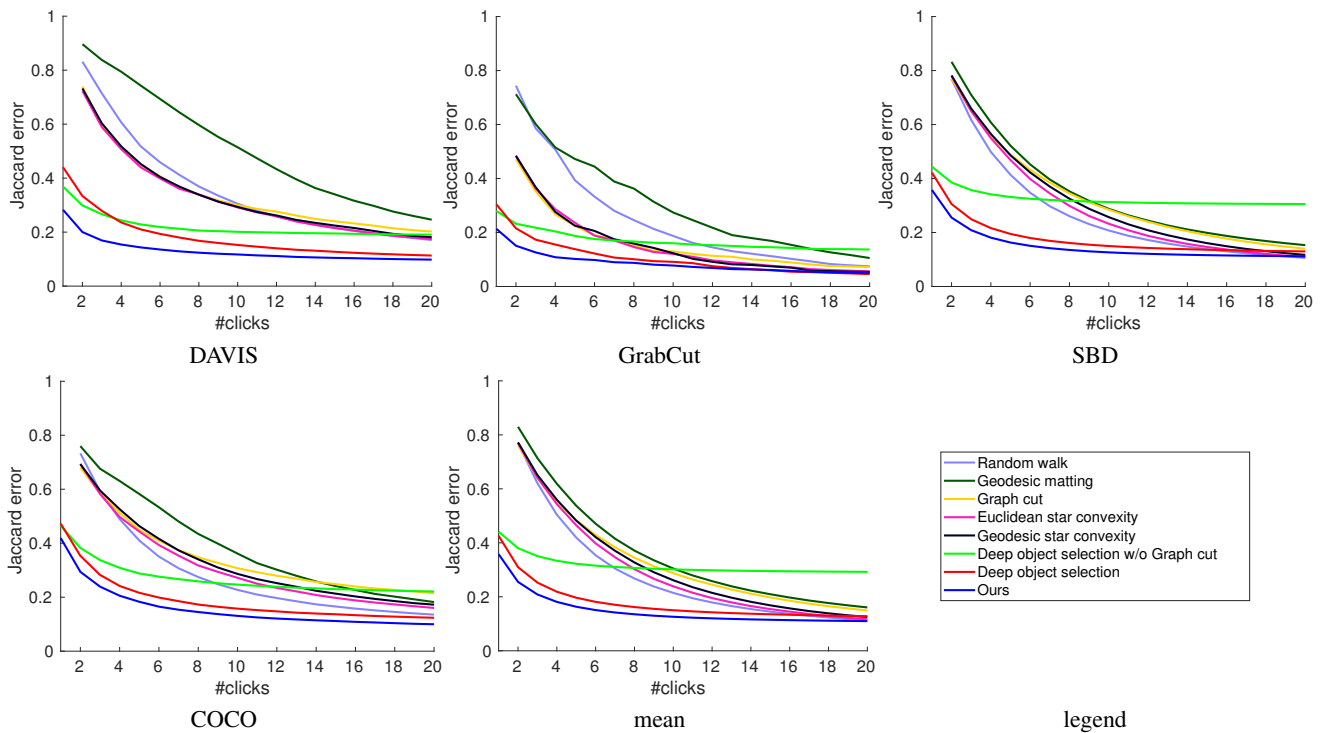 1
0.8
0.6
0.4
0.2
0
Jaccard error
2 4 6 8 10 12 14 16 18 20
#clicks
DAVIS
1
0.8
0.6
0.4
0.2
0
Jaccard error
2 4 6 8 10 12 14 16 18 20
#clicks
GrabCut
1
0.8
0.6
0.4
0.2
0
Jaccard error
2 4 6 8 10 12 14 16 18 20
#clicks
SBD
1
0.8
0.6
0.4
0.2
0
Jaccard error
2 4 6 8 10 12 14 16 18 20
#clicks
COCO
1
0.8
0.6
0.4
0.2
0
Jaccard error
2 4 6 8 10 12 14 16 18 20
#clicks
mean
Random walk
Geodesic matting
Graph cut
Euclidean star convexity
Geodesic star convexity
Deep object selection w/o Graph cut
Deep object selection
Ours
legend